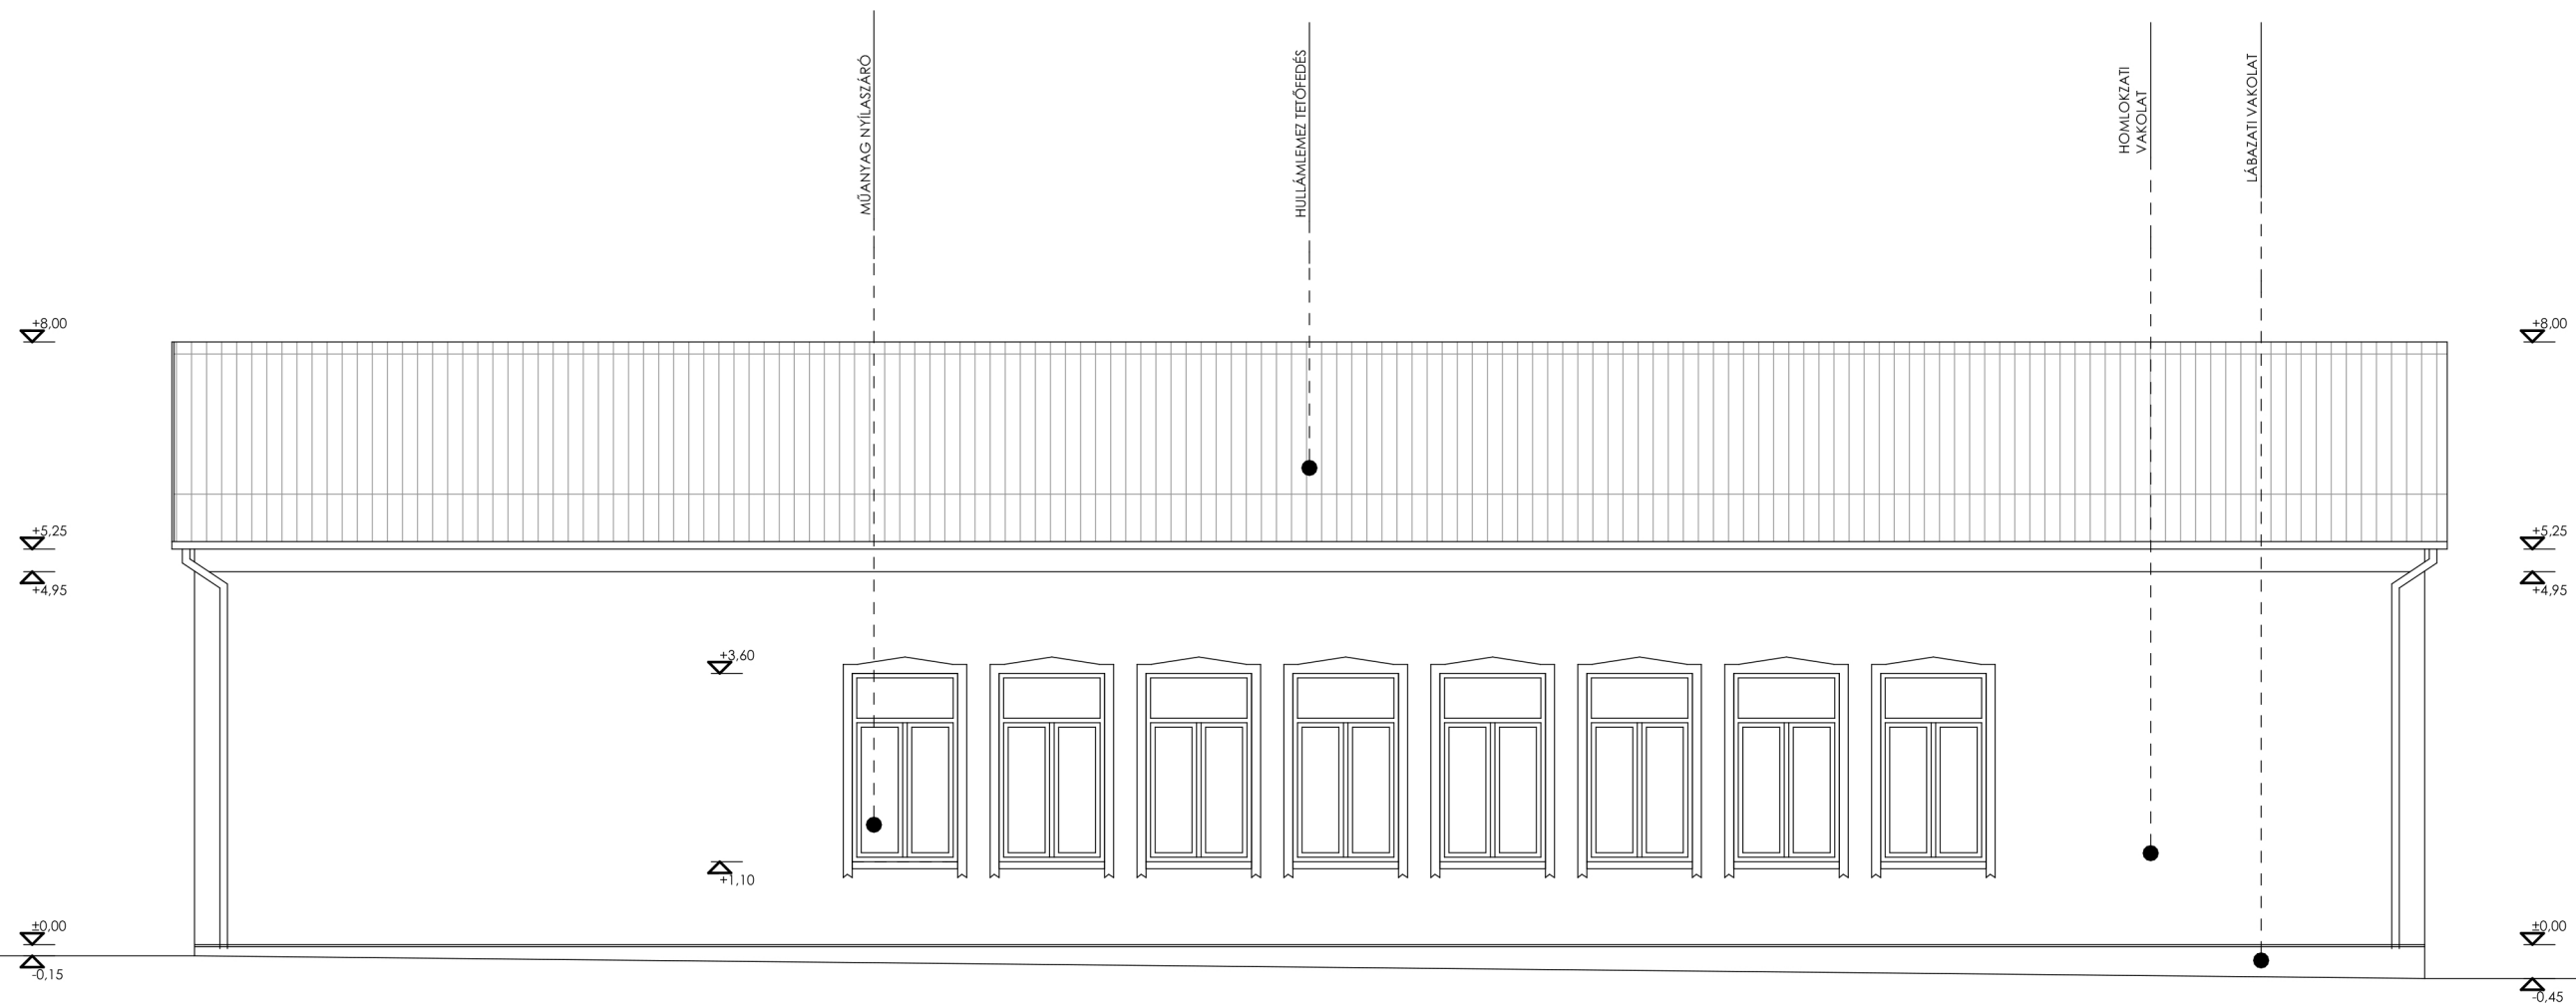 MŰANYAG NYÍLASZÁRÓ
HULLÁMLEMEZ TETŐFEDÉS
HOMLOKZATI
VAKOLAT
LÁBAZATI VAKOLAT
+8,00
+8,00
+5,25
+5,25
+4,95
+4,95
+3,60
+1,10
±0,00
±0,00
-0,15
-0,45